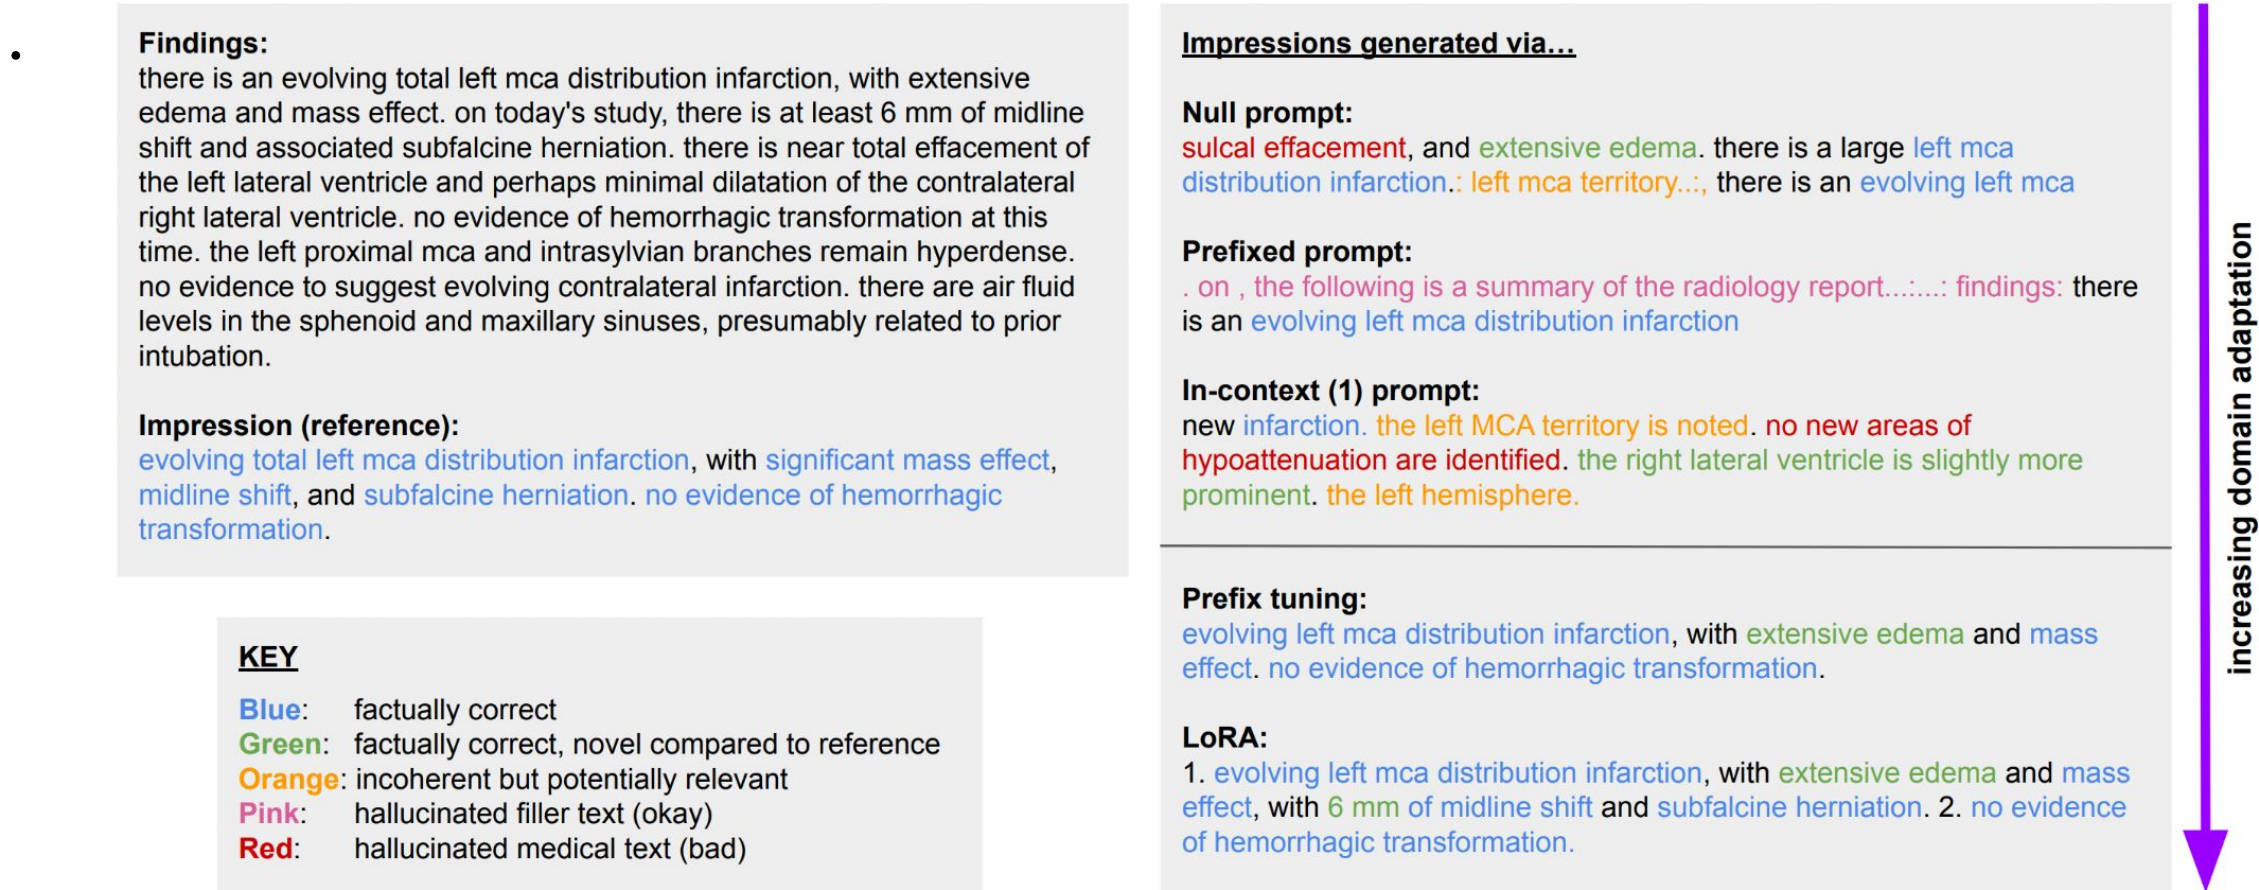 Findings:
there is an evolving total left mca distribution infarction, with extensive
edema and mass effect. on today's study, there is at least 6 mm of midline
shift and associated subfalcine herniation. there is near total effacement of
the left lateral ventricle and perhaps minimal dilatation of the contralateral
right lateral ventricle. no evidence of hemorrhagic transformation at this
time. the left proximal mca and intrasylvian branches remain hyperdense.
no evidence to suggest evolving contralateral infarction. there are air fluid
levels in the sphenoid and maxillary sinuses, presumably related to prior
intubation.
Impression (reference):
evolving total left mca distribution infarction, with significant mass effect,
midline shift, and subfalcine herniation. no evidence of hemorrhagic
transformation.
KEY
Blue: factually correct
Green: factually correct, novel compared to reference
Orange: incoherent but potentially relevant
Pink: hallucinated filler text (okay)
Red: hallucinated medical text (bad)
Impressions generated via...
Null prompt:
sulcal effacement, and extensive edema. there is a large left mca
distribution infarction.: left mca territory..:, there is an evolving left mca
Prefixed prompt:
. on , the following is a summary of the radiology report...:...: findings: there
is an evolving left mca distribution infarction
In-context (1) prompt:
new infarction. the left MCA territory is noted. no new areas of
hypoattenuation are identified. the right lateral ventricle is slightly more
prominent. the left hemisphere.
Prefix tuning:
evolving left mca distribution infarction, with extensive edema and mass
effect. no evidence of hemorrhagic transformation.
LoRA:
1. evolving left mca distribution infarction, with extensive edema and mass
effect, with 6 mm of midline shift and subfalcine herniation. 2. no evidence
of hemorrhagic transformation.
increasing domain adaptation